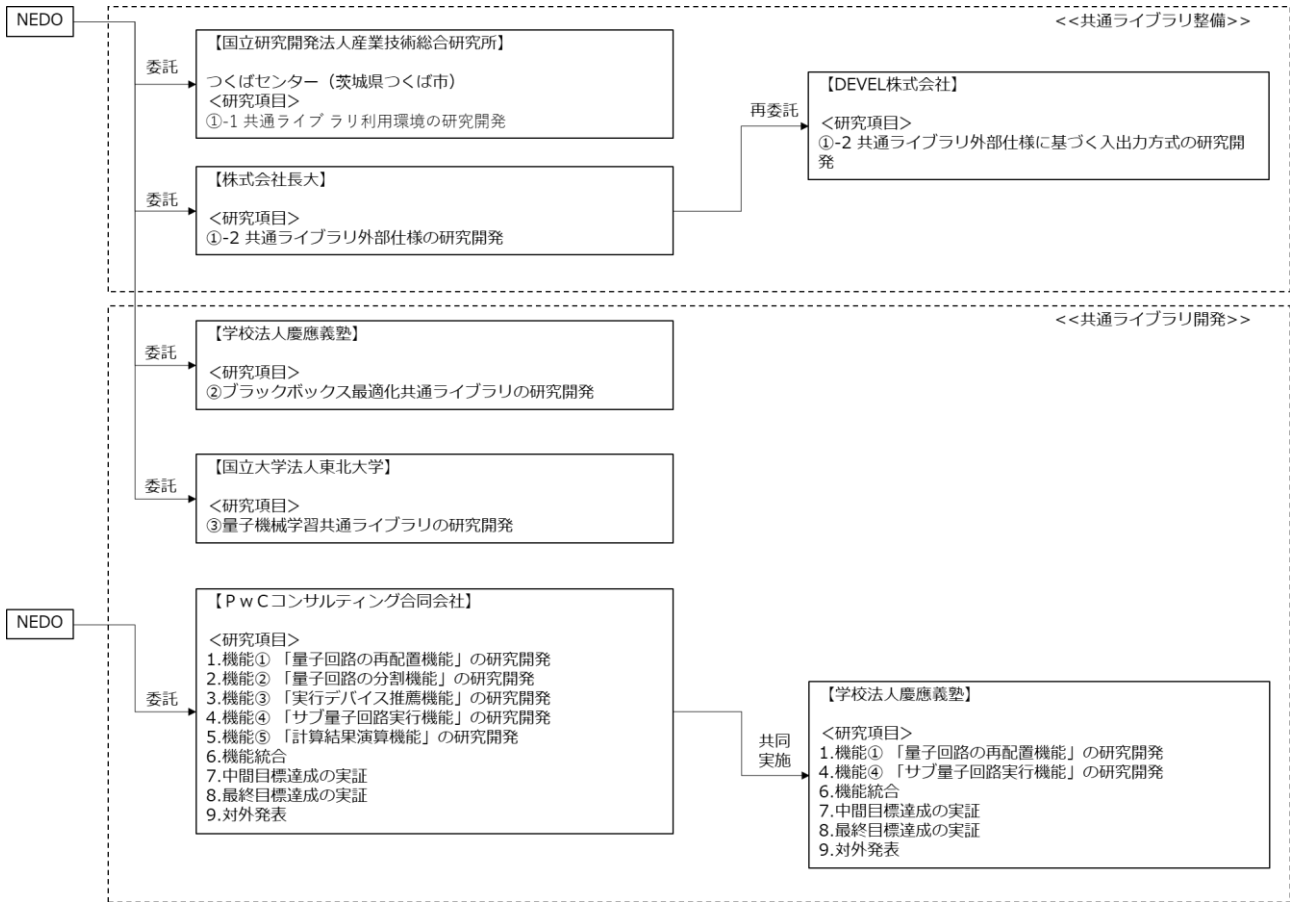 NEDO
<<共通ライブラリ整備>>
委託
【国立研究開発法人産業技術総合研究所】
つくばセンター（茨城県つくば市）
＜研究項目＞
①-1 共通ライブ ラリ利用環境の研究開発
再委託
【DEVEL株式会社】
＜研究項目＞
①-2 共通ライブラリ外部仕様に基づく入出力方式の研究開
発
委託
【株式会社長大】
＜研究項目＞
①-2 共通ライブラリ外部仕様の研究開発
<<共通ライブラリ開発>>
委託
【学校法人慶應義塾】
＜研究項目＞
②ブラックボックス最適化共通ライブラリの研究開発
委託
【国立大学法人東北大学】
＜研究項目＞
③量子機械学習共通ライブラリの研究開発
NEDO
委託
【ＰｗＣコンサルティング合同会社】
＜研究項目＞
1.機能① 「量子回路の再配置機能」の研究開発
2.機能② 「量子回路の分割機能」の研究開発
3.機能③ 「実行デバイス推薦機能」の研究開発
4.機能④ 「サブ量子回路実行機能」の研究開発
5.機能⑤ 「計算結果演算機能」の研究開発
6.機能統合
7.中間目標達成の実証
8.最終目標達成の実証
9.対外発表
共同
実施
【学校法人慶應義塾】
＜研究項目＞
1.機能① 「量子回路の再配置機能」の研究開発
4.機能④ 「サブ量子回路実行機能」の研究開発
6.機能統合
7.中間目標達成の実証
8.最終目標達成の実証
9.対外発表